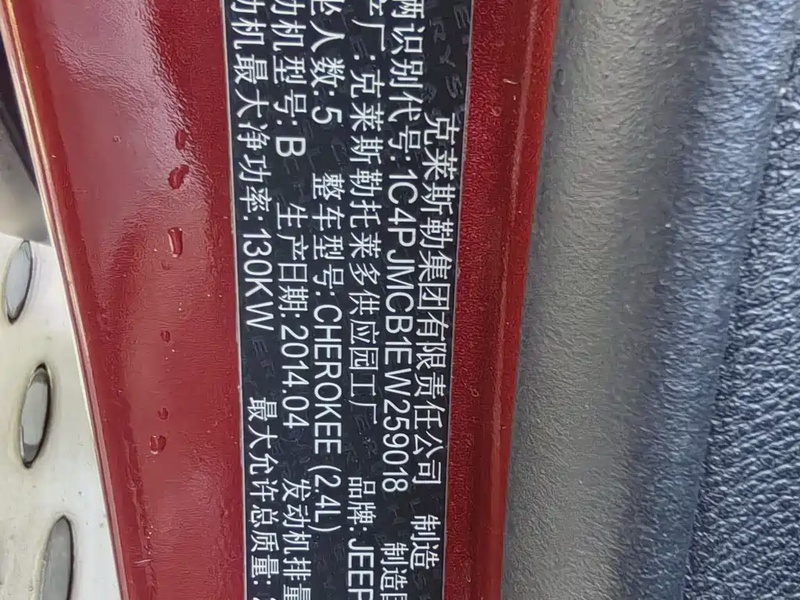 克莱斯勒集团有限责任公司 制造
辆识别代号: 1C4PJMCB1EW259018 制造
厂: 克莱斯勒托莱多供应园工厂 品牌: JEEP
坐人数: 5 整车型号: CHEROKEE (2.4L) 发动机排量
动机型号: B 生产日期: 2014.04 最大允许总质量:
动机最大净功率: 130KW